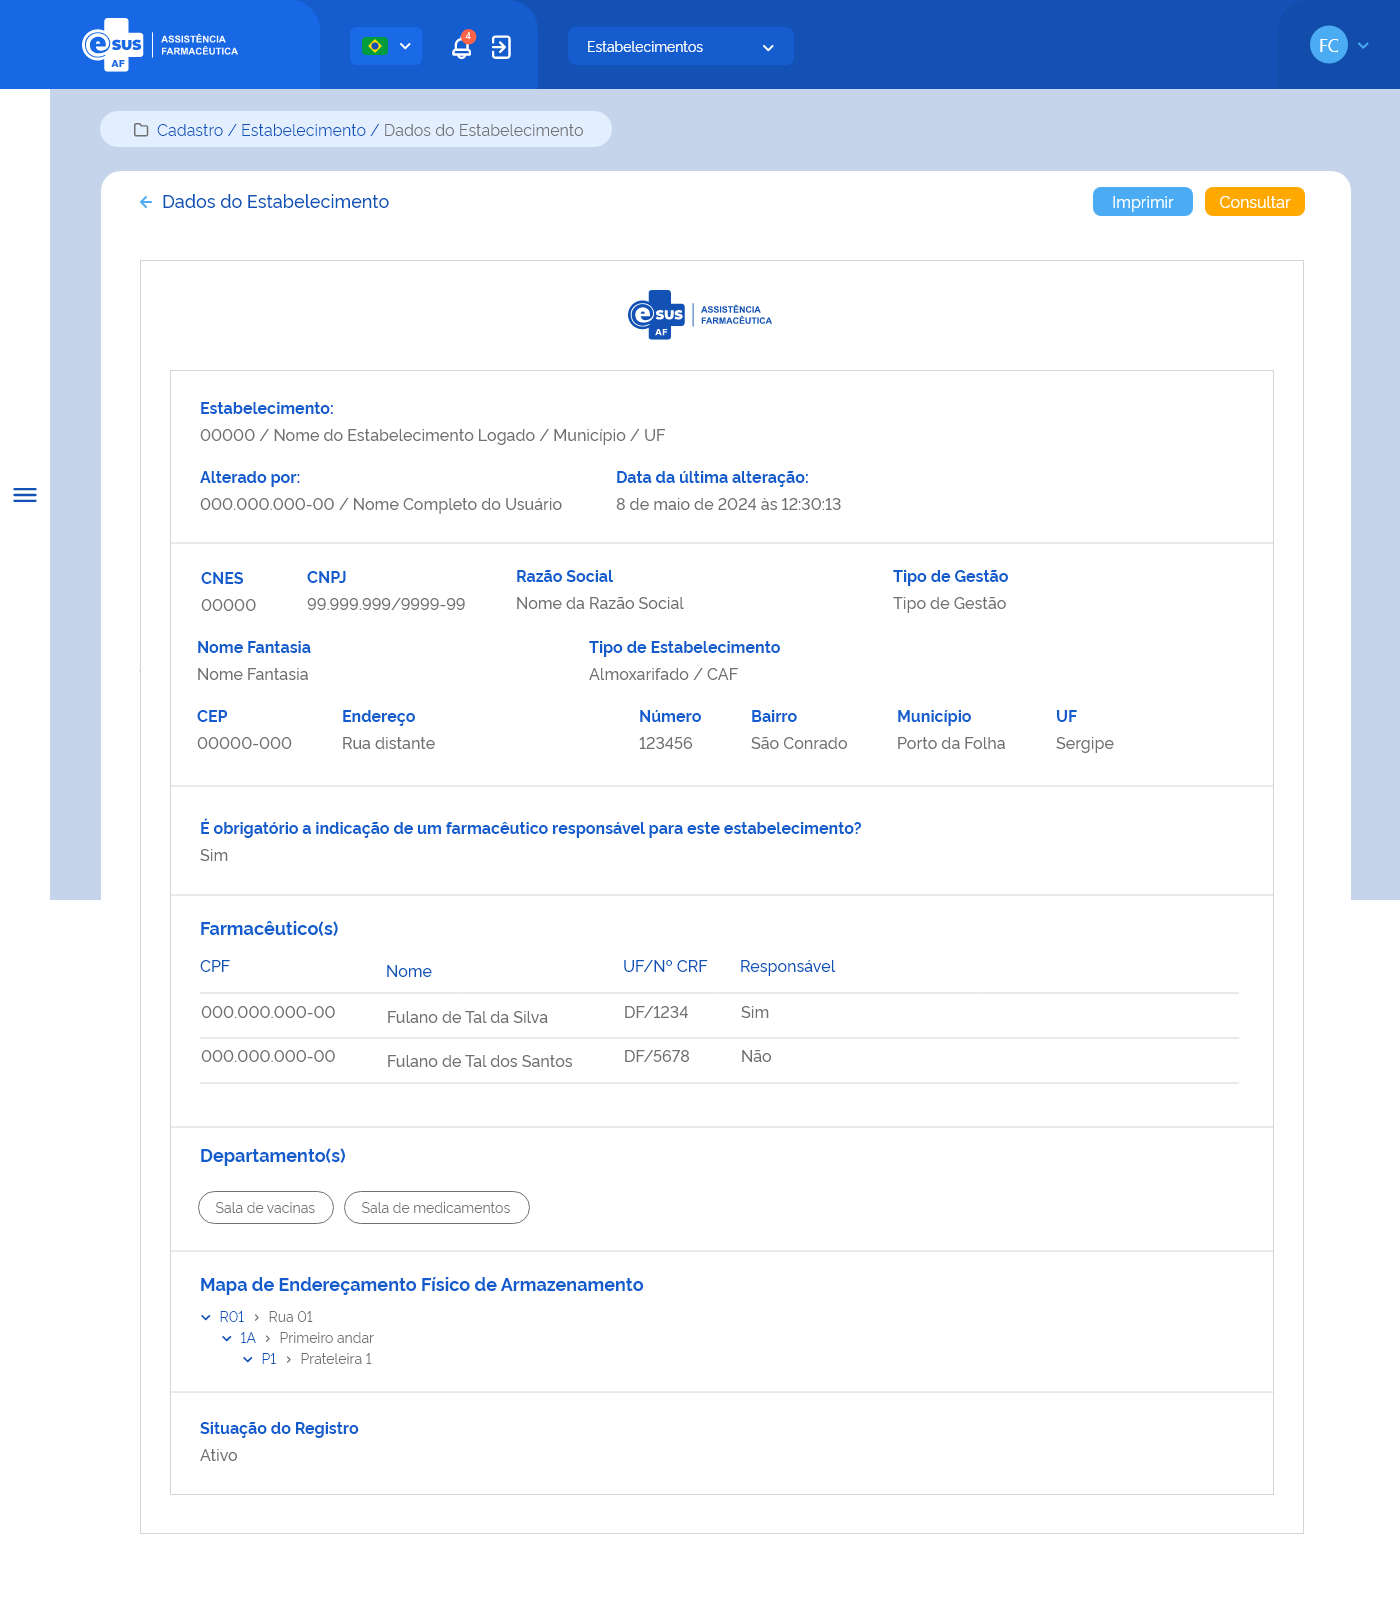 e sus AF
ASSISTÊNCIA
FARMACÊUTICA
4
Estabelecimentos
FC
Cadastro / Estabelecimento / Dados do Estabelecimento
Dados do Estabelecimento
Imprimir
Consultar
e sus AF
ASSISTÊNCIA
FARMACÊUTICA
Estabelecimento:
00000 / Nome do Estabelecimento Logado / Município / UF
Alterado por: Data da última alteração:
000.000.000-00 / Nome Completo do Usuário 8 de maio de 2024 às 12:30:13
CNES CNPJ Razão Social Tipo de Gestão
00000 99.999.999/9999-99 Nome da Razão Social Tipo de Gestão
Nome Fantasia Tipo de Estabelecimento
Nome Fantasia Almoxarifado / CAF
CEP Endereço Número Bairro Município UF
00000-000 Rua distante 123456 São Conrado Porto da Folha Sergipe
É obrigatório a indicação de um farmacêutico responsável para este estabelecimento?
Sim
Farmacêutico(s)
CPF Nome UF/Nº CRF Responsável
000.000.000-00 Fulano de Tal da Silva DF/1234 Sim
000.000.000-00 Fulano de Tal dos Santos DF/5678 Não
Departamento(s)
Sala de vacinas Sala de medicamentos
Mapa de Endereçamento Físico de Armazenamento
R01 › Rua 01
1A › Primeiro andar
P1 › Prateleira 1
Situação do Registro
Ativo